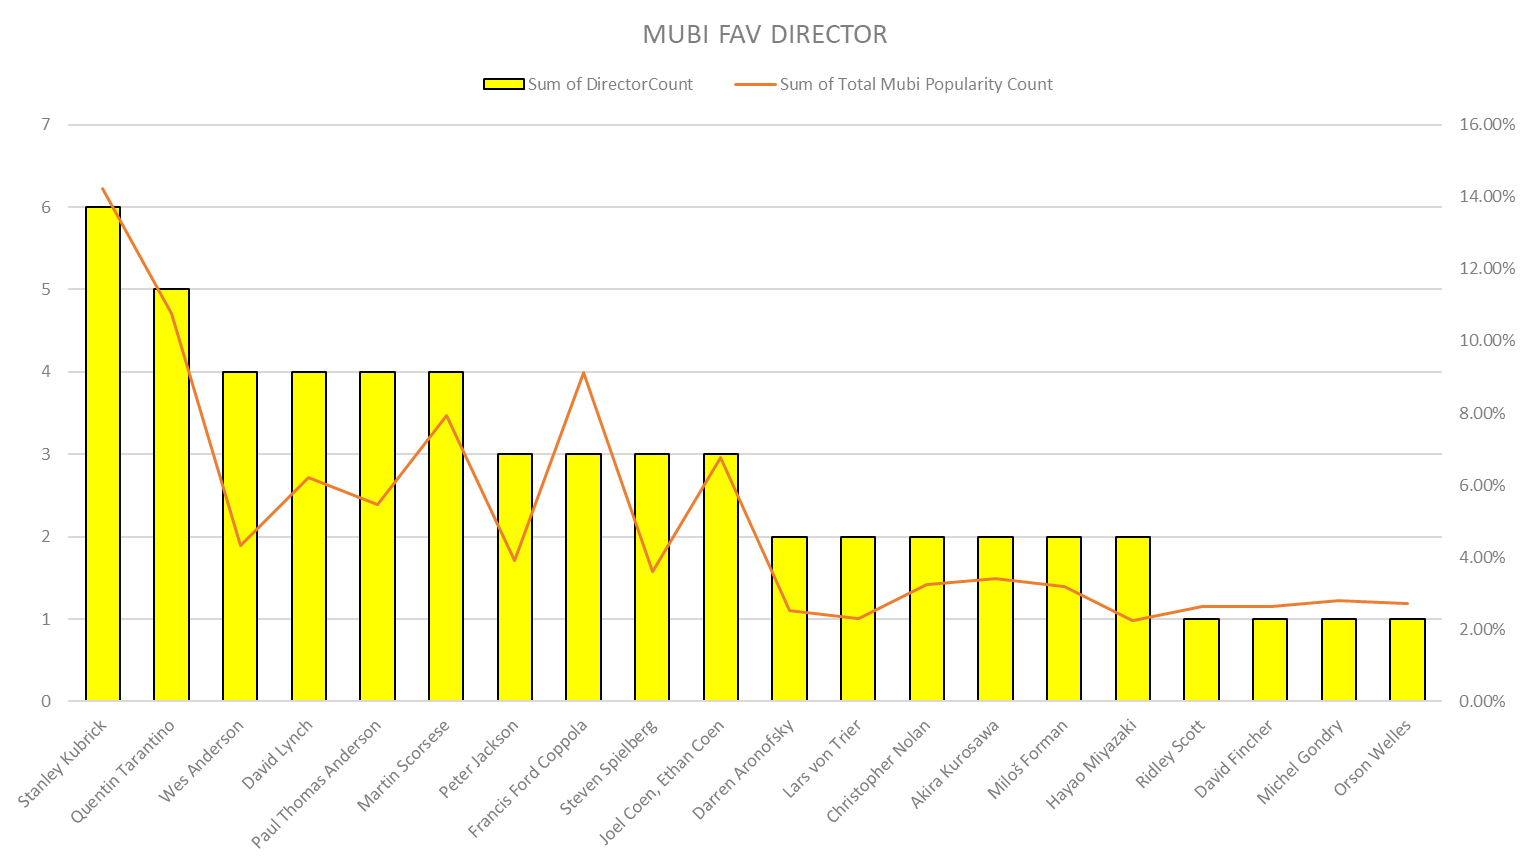 MUBI FAV DIRECTOR
Sum of DirectorCount Sum of Total Mubi Popularity Count
7 16.00%
6 14.00%
12.00%
5
10.00%
4
8.00%
3
6.00%
2
4.00%
1
2.00%
0 0.00%
Stanley Kubrick
Quentin Tarantino
Wes Anderson
David Lynch
Paul Thomas Anderson
Martin Scorsese
Peter Jackson
Francis Ford Coppola
Steven Spielberg
Joel Coen, Ethan Coen
Darren Aronofsky
Lars von Trier
Christopher Nolan
Akira Kurosawa
Miloš Forman
Hayao Miyazaki
Ridley Scott
David Fincher
Michel Gondry
Orson Welles